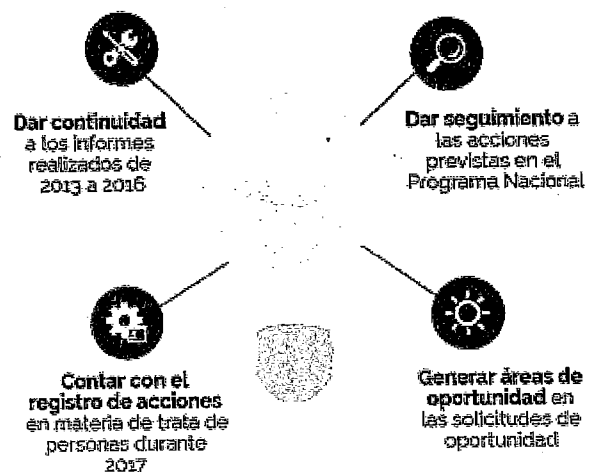 Dar continuidad
a los informes
realizados de
2013 a 2016
Dar seguimiento a
las acciones
previstas en el
Programa Nacional
Contar con el
registro de acciones
en materia de trata de
personas durante
2017
Generar áreas de
oportunidad en
las solicitudes de
oportunidad